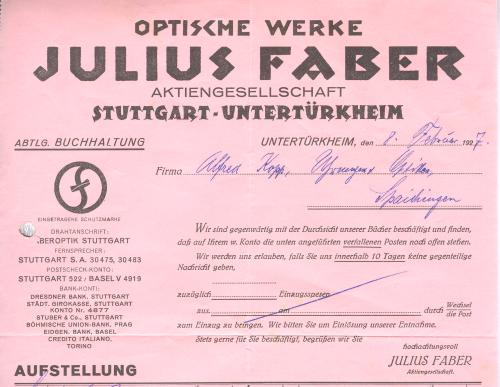 OPTISCHE WERKE
JULIUS FABER
AKTIENGESELLSCHAFT
STUTTGART-UNTERTÜRKHEIM
ABTLG. BUCHHALTUNG
UNTERTÜRKHEIM, den 8. Februar 1927.
Firma Alfred Kopp, Optiker,
Spaichingen
EINGETRAGENE SCHUTZMARKE
DRAHTANSCHRIFT:
BEROPTIK STUTTGART
FERNSPRECHER:
STUTTGART S.A. 30475, 30483
POSTSCHECK-KONTO:
STUTTGART 522 / BASEL V 4919
BANK-KONTI:
DRESDNER BANK, STUTTGART
STÄDT. GIROKASSE, STUTTGART
KONTO Nr. 4877
STUBER & Co., STUTTGART
BÖHMISCHE UNION-BANK, PRAG
EIDGEN. BANK, BASEL
CREDITO ITALIANO,
TORINO
Wir sind gegenwärtig mit der Durchsicht unserer Bücher beschäftigt und finden,
daß auf Ihrem w. Konto die unten angeführten verfallenen Posten noch offen stehen.
Wir werden uns erlauben, falls Sie uns innerhalb 10 Tagen keine gegenteilige
Nachricht geben,
zuzüglich Einzugsspesen
aus am durch Wechsel
die Post
zum Einzug zu bringen. Wir bitten Sie um Einlösung unserer Entnahme.
Stets gerne für Sie beschäftigt, begrüßen wir Sie
hochachtungsvoll
JULIUS FABER
Aktiengesellschaft.
AUFSTELLUNG